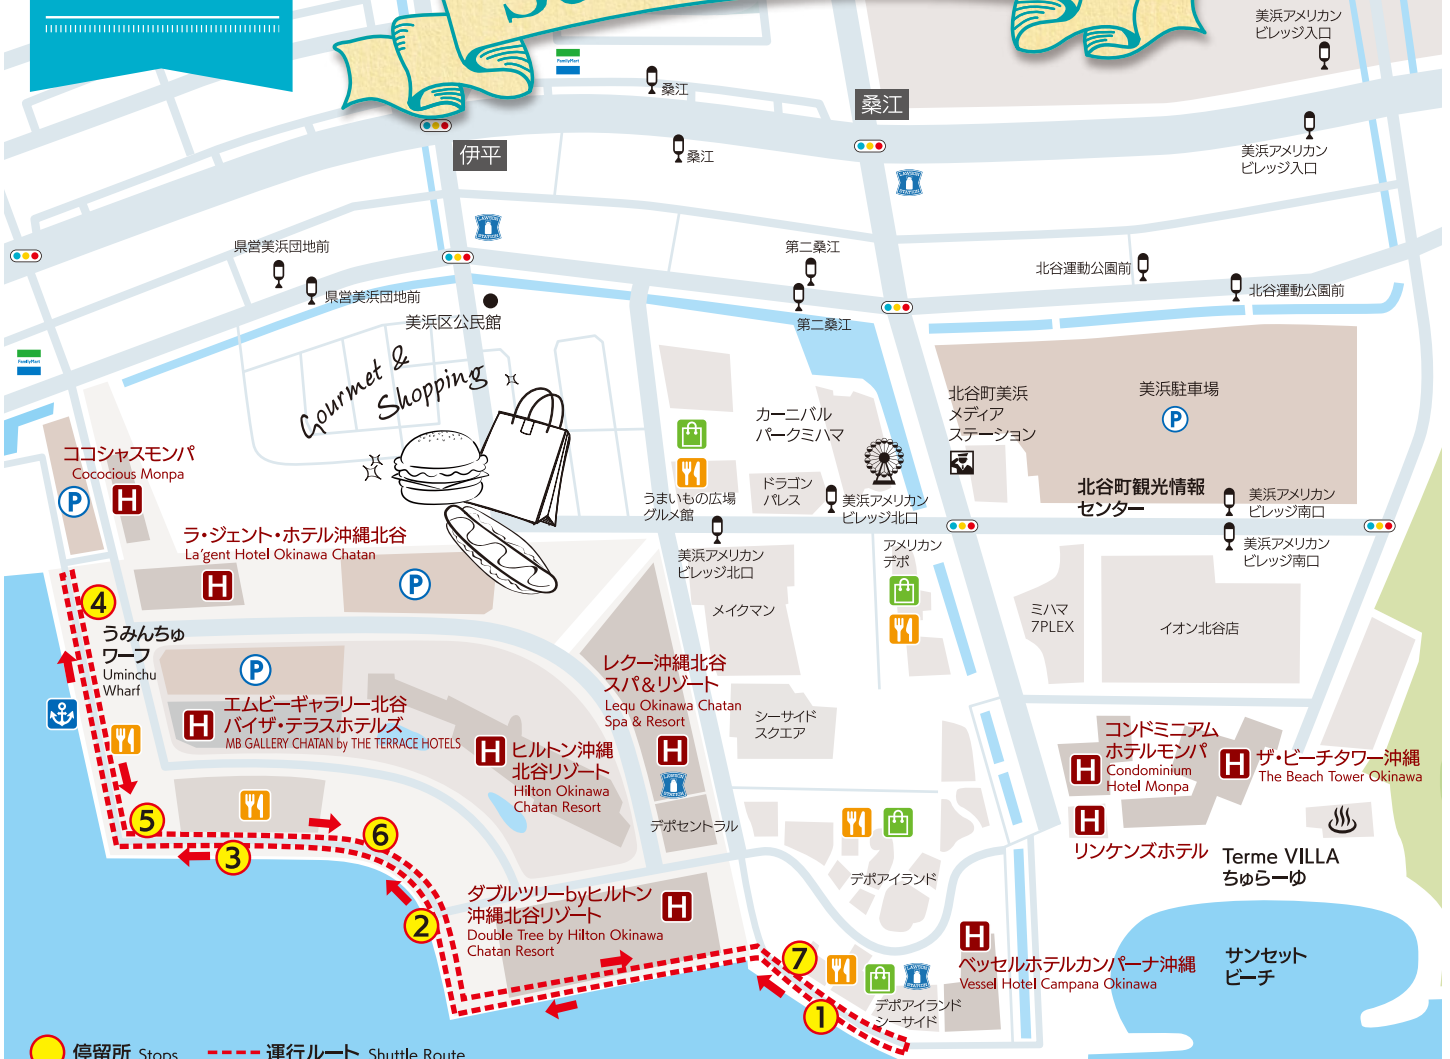 美浜アメリカン
ビレッジ入口
FamilyMart
桑江
桑江
伊平
桑江
美浜アメリカン
ビレッジ入口
LAWSON
STATION
LAWSON
STATION
県営美浜団地前
県営美浜団地前
第二桑江
第二桑江
北谷運動公園前
北谷運動公園前
美浜区公民館
FamilyMart
Gourmet &
Shopping
カーニバル
パークミハマ
北谷町美浜
メディア
ステーション
美浜駐車場
P
ココシャスモンパ
Cococious Monpa
P
H
うまいもの広場
グルメ館
ドラゴン
パレス
美浜アメリカン
ビレッジ北口
北谷町観光情報
センター
美浜アメリカン
ビレッジ南口
美浜アメリカン
ビレッジ南口
ラ・ジェント・ホテル沖縄北谷
La'gent Hotel Okinawa Chatan
H
P
美浜アメリカン
ビレッジ北口
アメリカン
デポ
メイクマン
ミハマ
7PLEX
イオン北谷店
4
うみんちゅ
ワーフ
Uminchu
Wharf
P
H
エムビーギャラリー北谷
バイザ・テラスホテルズ
MB GALLERY CHATAN by THE TERRACE HOTELS
レクー沖縄北谷
スパ&リゾート
Lequ Okinawa Chatan
Spa & Resort
H
LAWSON
STATION
シーサイド
スクエア
H
ヒルトン沖縄
北谷リゾート
Hilton Okinawa
Chatan Resort
コンドミニアム
ホテルモンパ
Condominium
Hotel Monpa
H
H
ザ・ビーチタワー沖縄
The Beach Tower Okinawa
デポセントラル
H
リンケンズホテル
Terme VILLA
ちゅらーゆ
5
3
6
2
デポアイランド
ダブルツリーbyヒルトン
沖縄北谷リゾート
Double Tree by Hilton Okinawa
Chatan Resort
H
H
ベッセルホテルカンパーナ沖縄
Vessel Hotel Campana Okinawa
サンセット
ビーチ
7
1
LAWSON
STATION
デポアイランド
シーサイド
停留所 Stops
運行ルート Shuttle Route